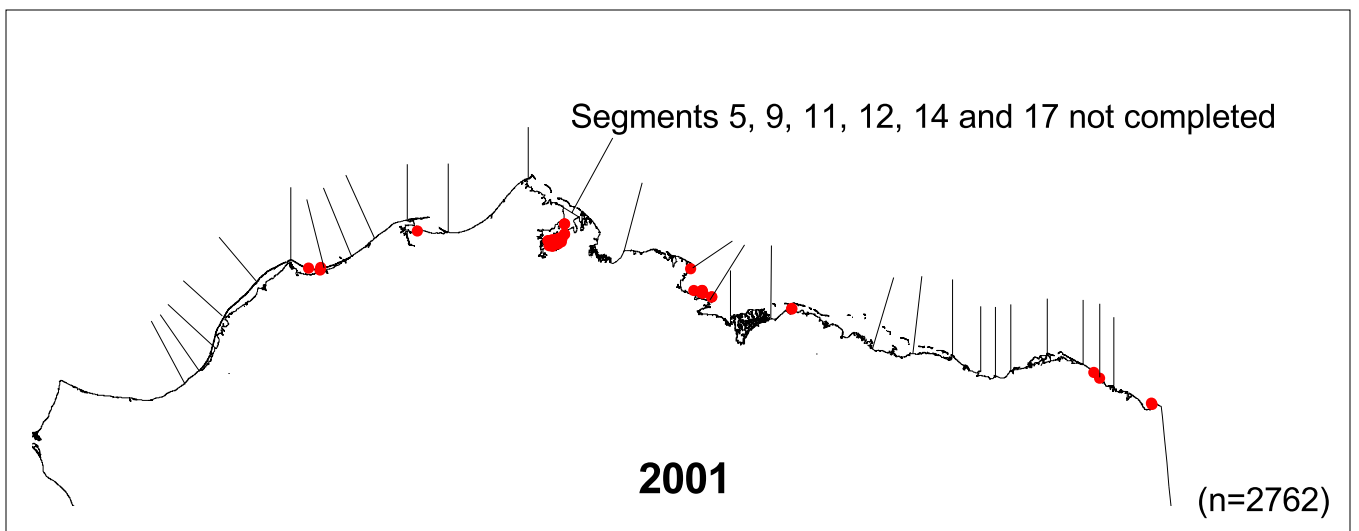 Segments 5, 9, 11, 12, 14 and 17 not completed
2001
(n=2762)